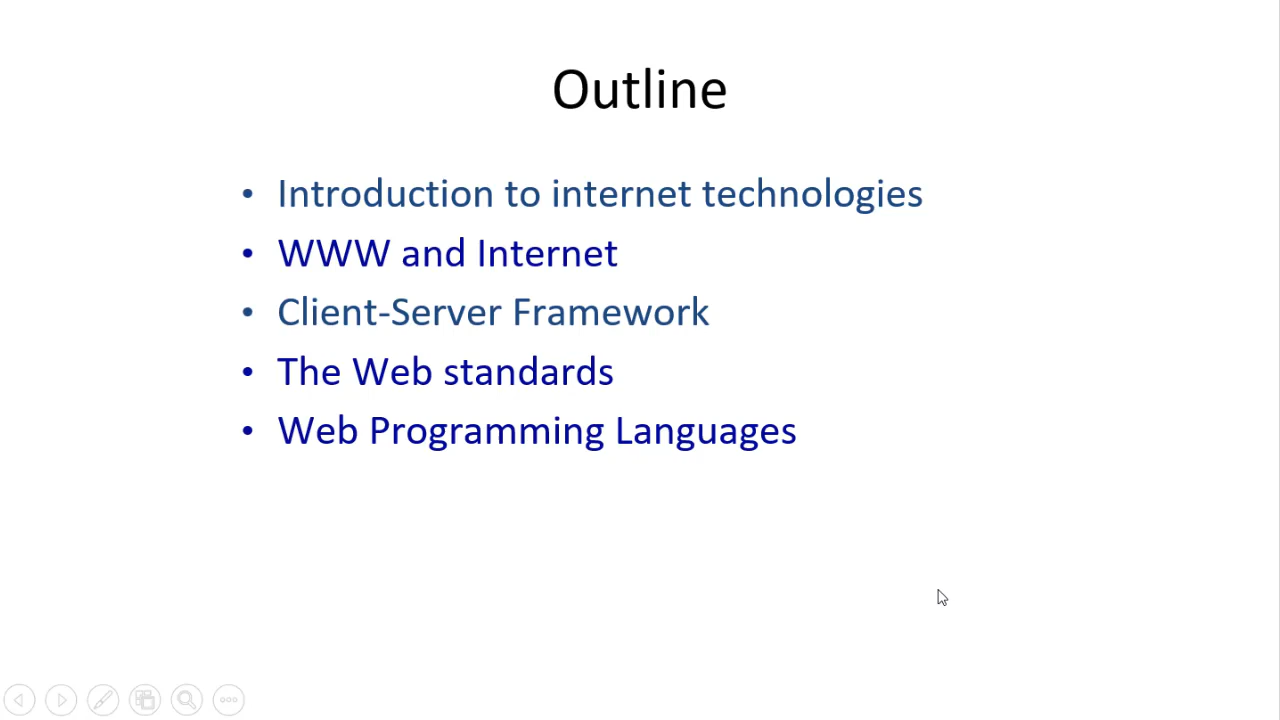 Outline
• Introduction to internet technologies
• WWW and Internet
• Client-Server Framework
• The Web standards
• Web Programming Languages